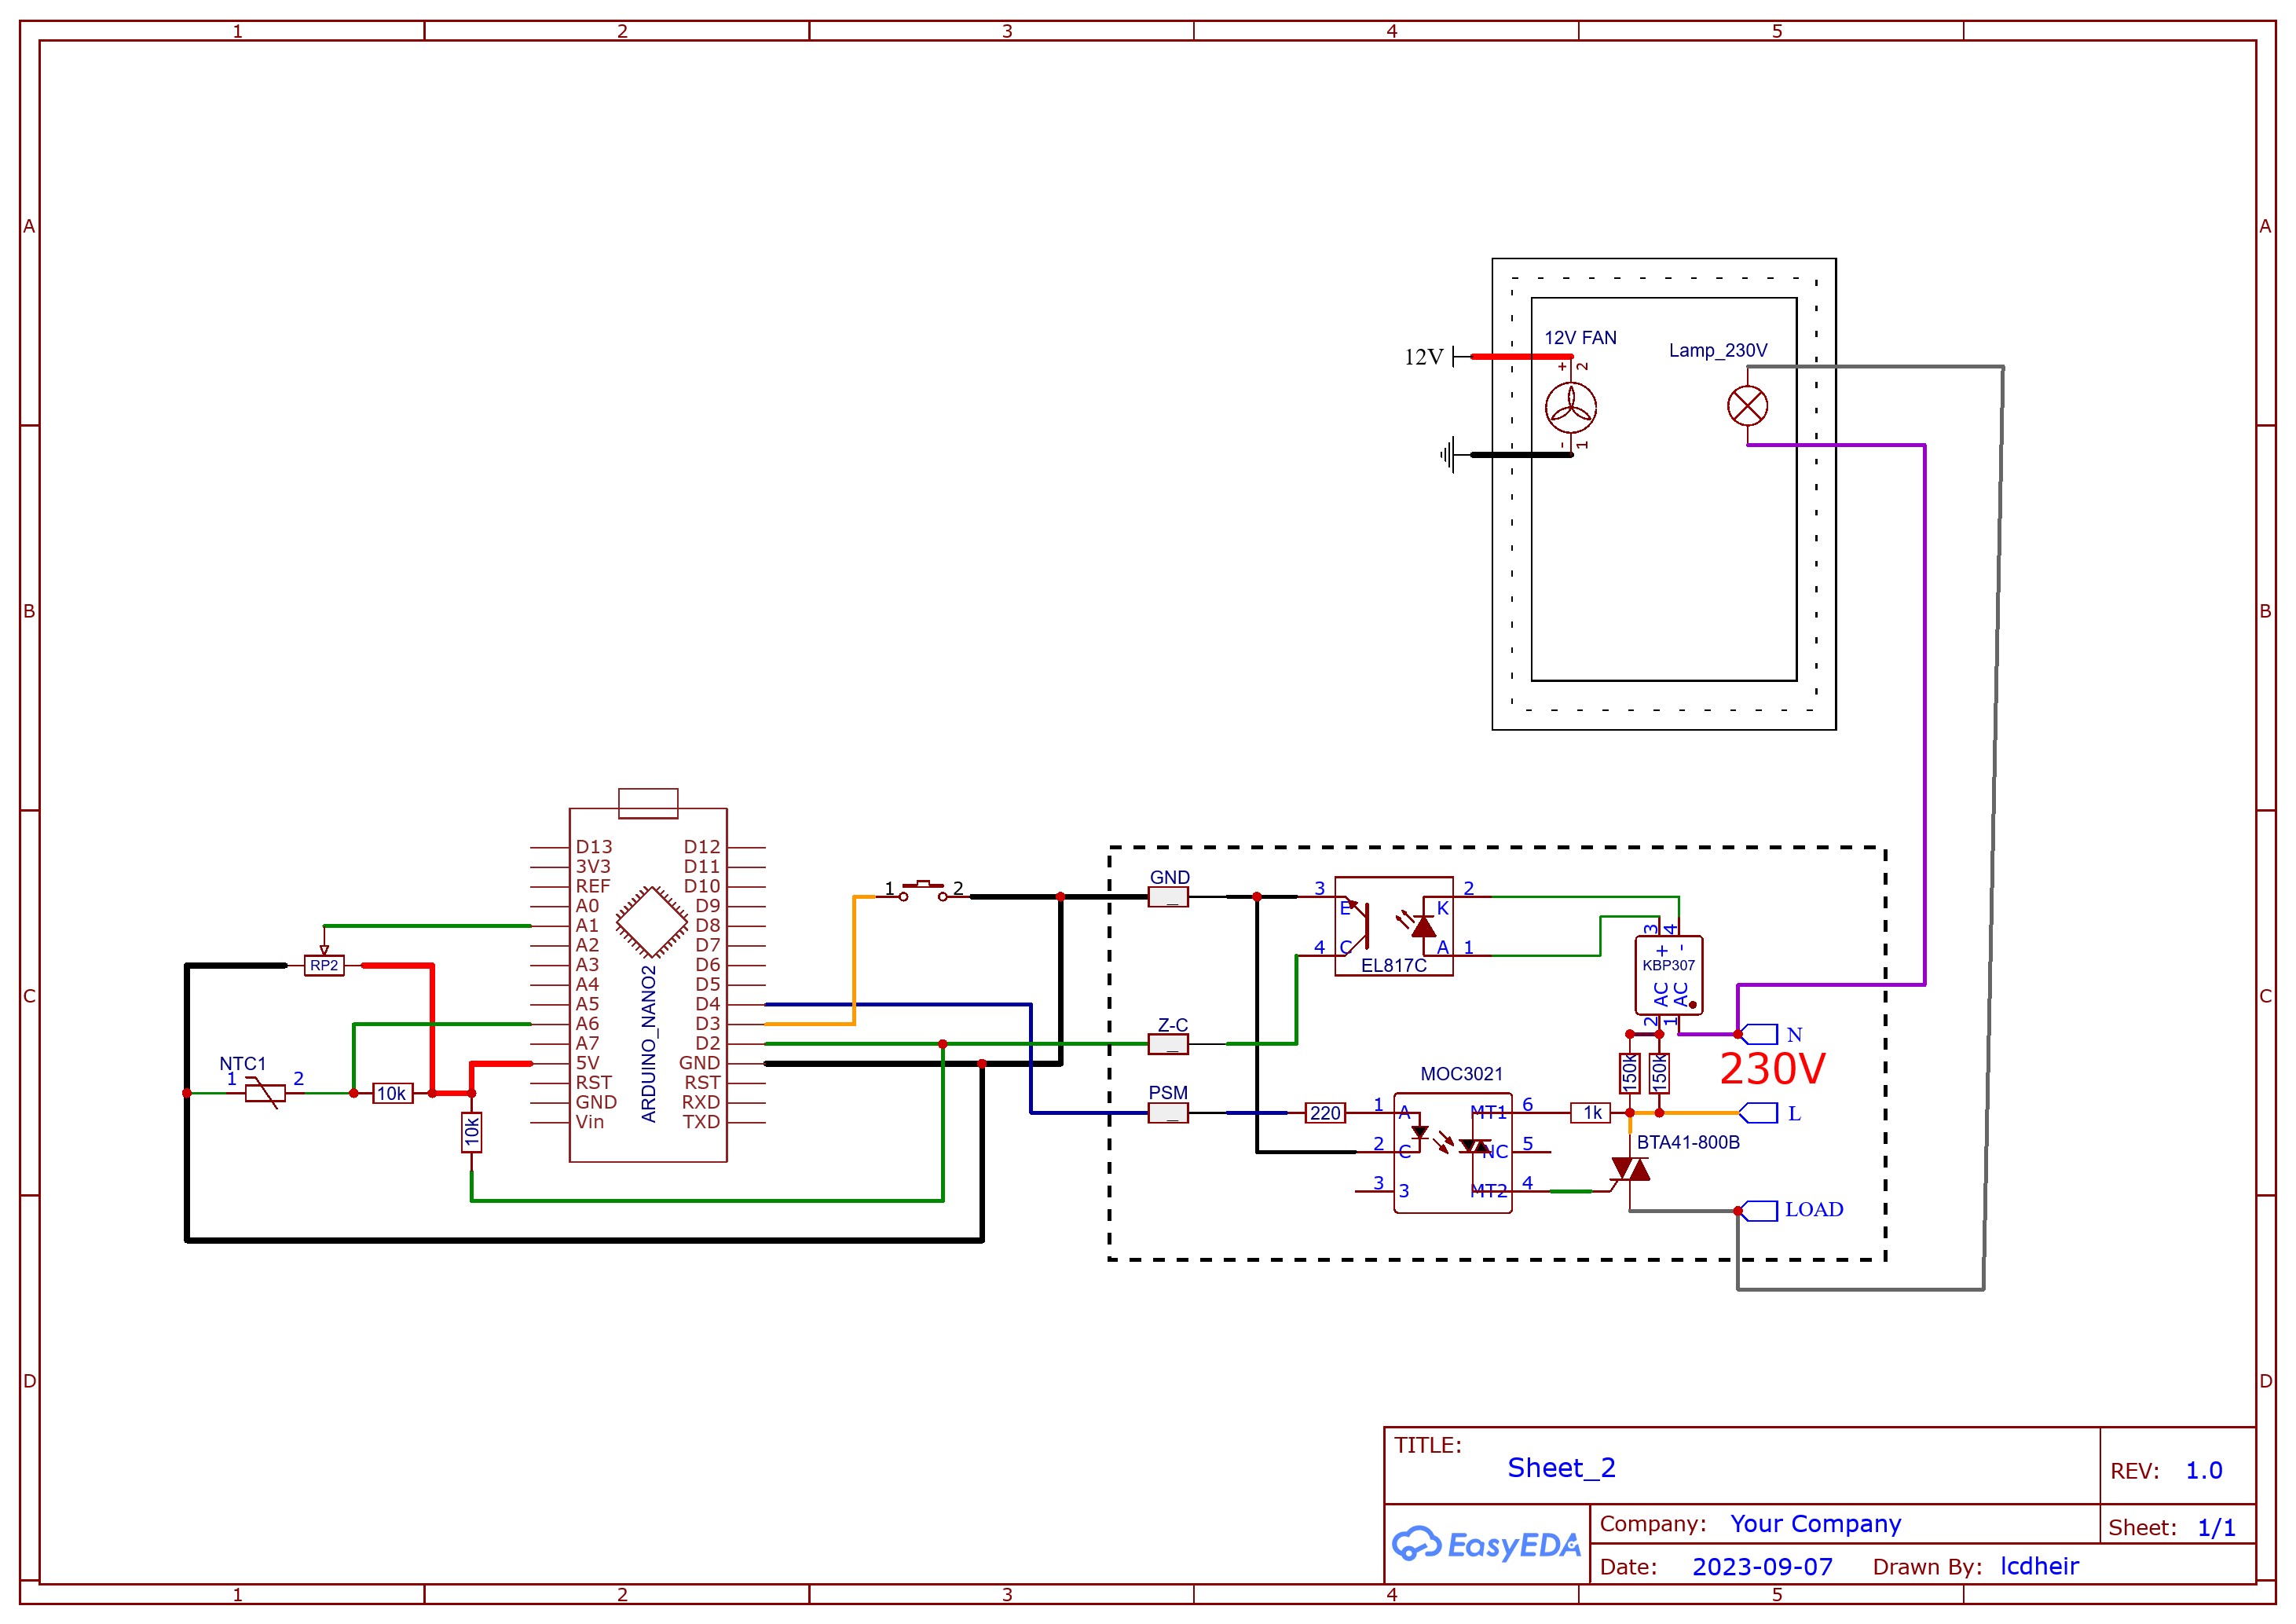 1 2 3 4 5
A A
B B
C C
D D
12V
12V FAN
+ 2
- 1
Lamp_230V
D13 D12
3V3 D11
REF D10
A0 D9
A1 D8
A2 D7
A3 D6
A4 D5
A5 D4
A6 D3
A7 D2
5V GND
RST RST
GND RXD
Vin TXD
ARDUINO_NANO2
RP2
NTC1
1 2
10k
10k
1 2
GND
_
Z-C
_
PSM
_
3 E K 2
4 C A 1
EL817C
3 4
+ -
KBP307
AC AC
2 1
N
230V
150k 150k
L
MOC3021
220
1 A MT1 6
2 C NC 5
3 3 MT2 4
1k
BTA41-800B
LOAD
TITLE:
Sheet_2
REV: 1.0
EasyEDA
Company: Your Company
Sheet: 1/1
Date: 2023-09-07 Drawn By: lcdheir
1 2 3 4 5